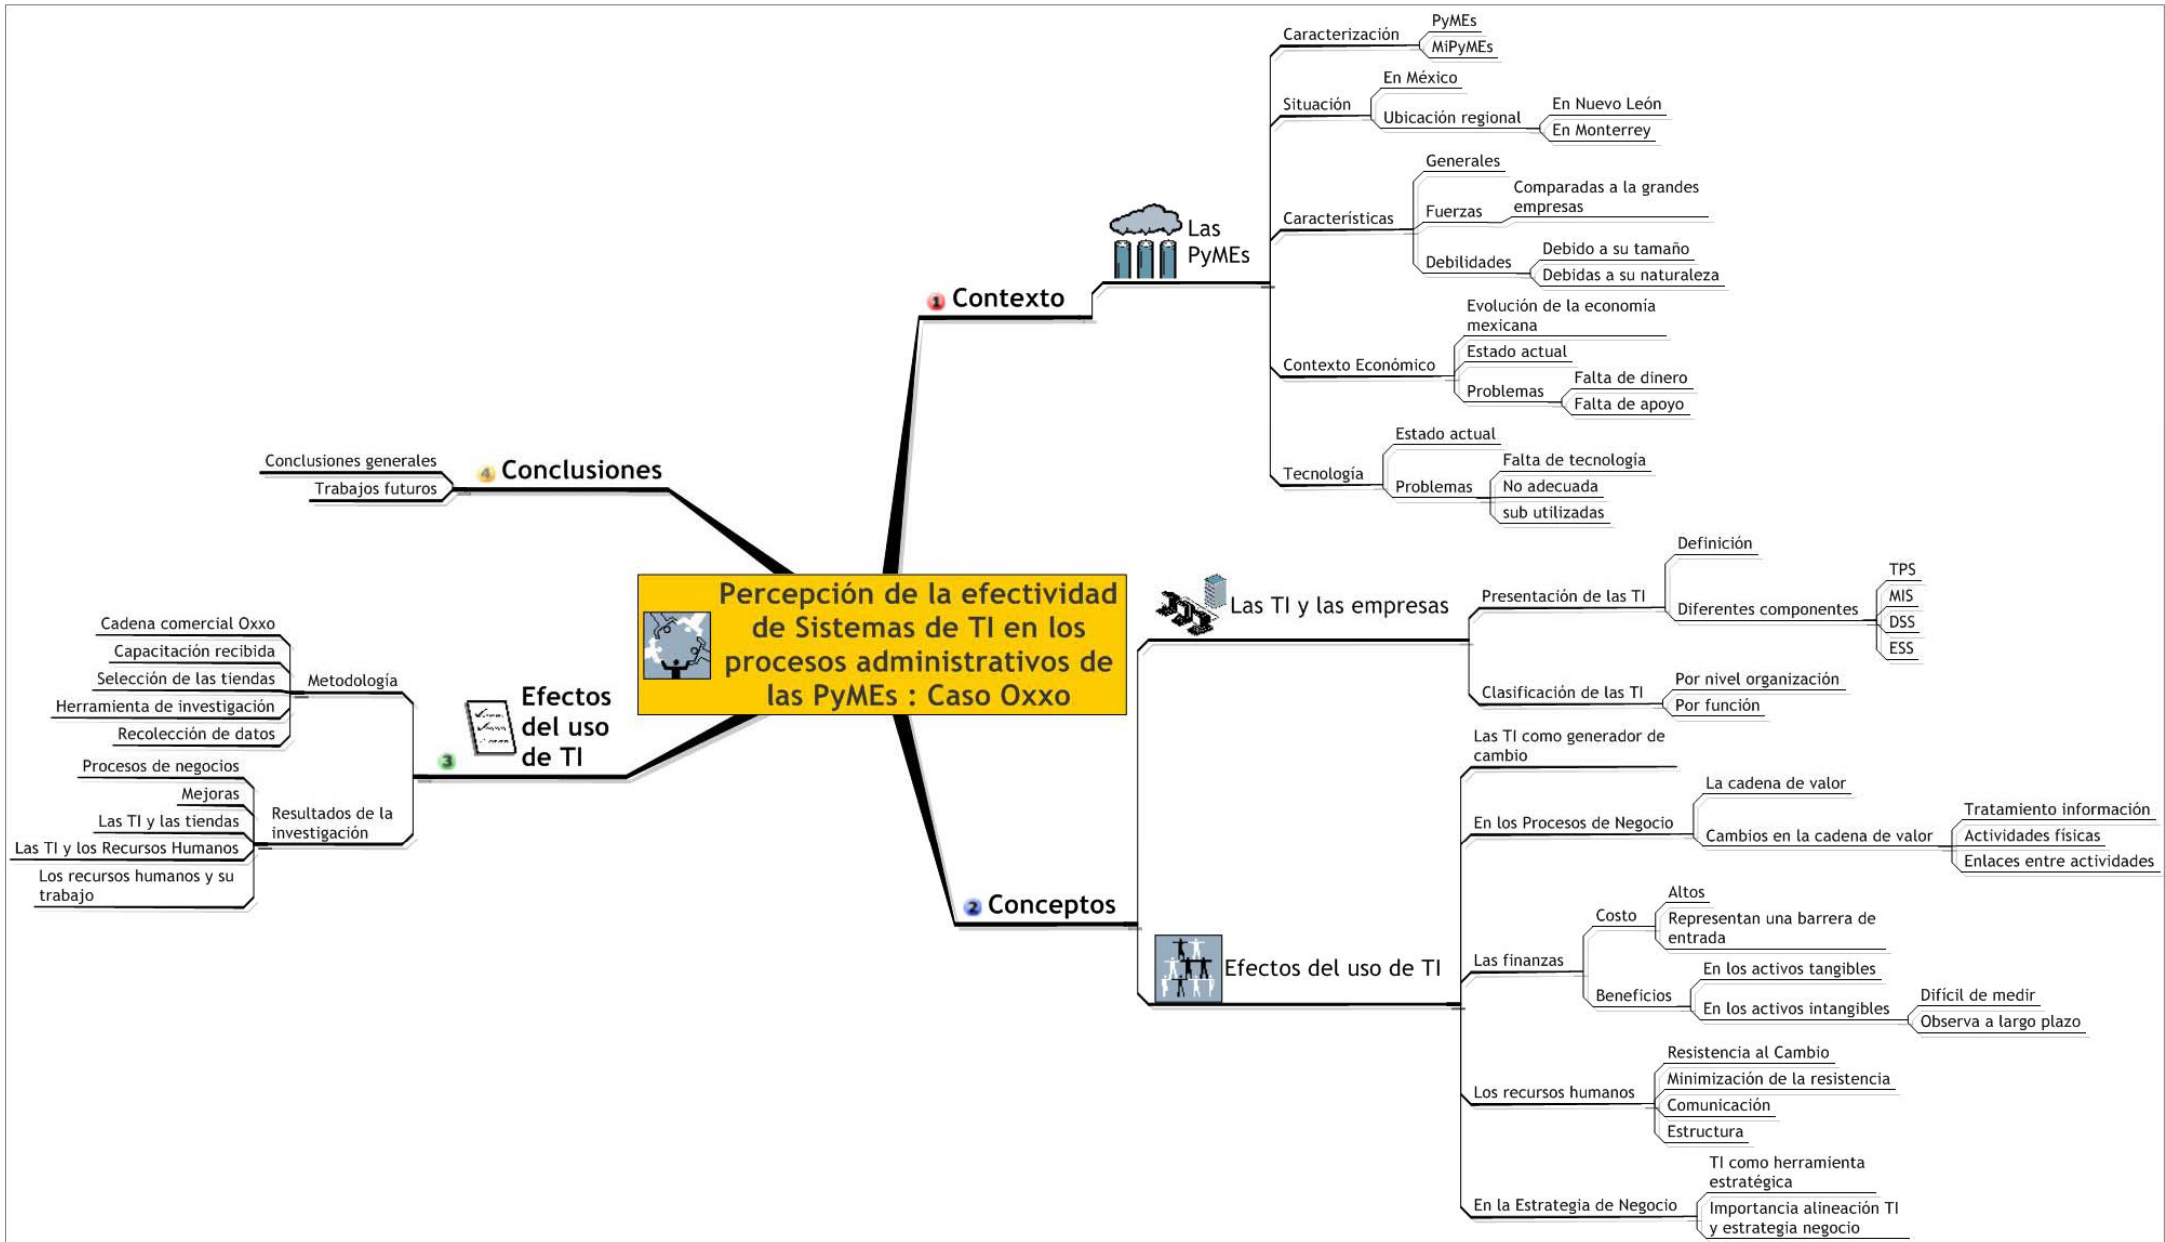 Percepción de la efectividad
de Sistemas de TI en los
procesos administrativos de
las PyMEs : Caso Oxxo
1 Contexto
Las
PyMEs
Caracterización
PyMEs
MiPyMEs
Situación
En México
Ubicación regional
En Nuevo León
En Monterrey
Características
Generales
Fuerzas
Comparadas a la grandes
empresas
Debilidades
Debido a su tamaño
Debidas a su naturaleza
Contexto Económico
Evolución de la economía
mexicana
Estado actual
Problemas
Falta de dinero
Falta de apoyo
Tecnología
Estado actual
Problemas
Falta de tecnología
No adecuada
sub utilizadas
2 Conceptos
Las TI y las empresas
Presentación de las TI
Definición
Diferentes componentes
TPS
MIS
DSS
ESS
Clasificación de las TI
Por nivel organización
Por función
Efectos del uso de TI
Las TI como generador de
cambio
En los Procesos de Negocio
La cadena de valor
Cambios en la cadena de valor
Tratamiento información
Actividades físicas
Enlaces entre actividades
Las finanzas
Costo
Altos
Representan una barrera de
entrada
Beneficios
En los activos tangibles
En los activos intangibles
Difícil de medir
Observa a largo plazo
Los recursos humanos
Resistencia al Cambio
Minimización de la resistencia
Comunicación
Estructura
En la Estrategia de Negocio
TI como herramienta
estratégica
Importancia alineación TI
y estrategia negocio
3
Efectos
del uso
de TI
Metodología
Cadena comercial Oxxo
Capacitación recibida
Selección de las tiendas
Herramienta de investigación
Recolección de datos
Resultados de la
investigación
Procesos de negocios
Mejoras
Las TI y las tiendas
Las TI y los Recursos Humanos
Los recursos humanos y su
trabajo
4 Conclusiones
Conclusiones generales
Trabajos futuros